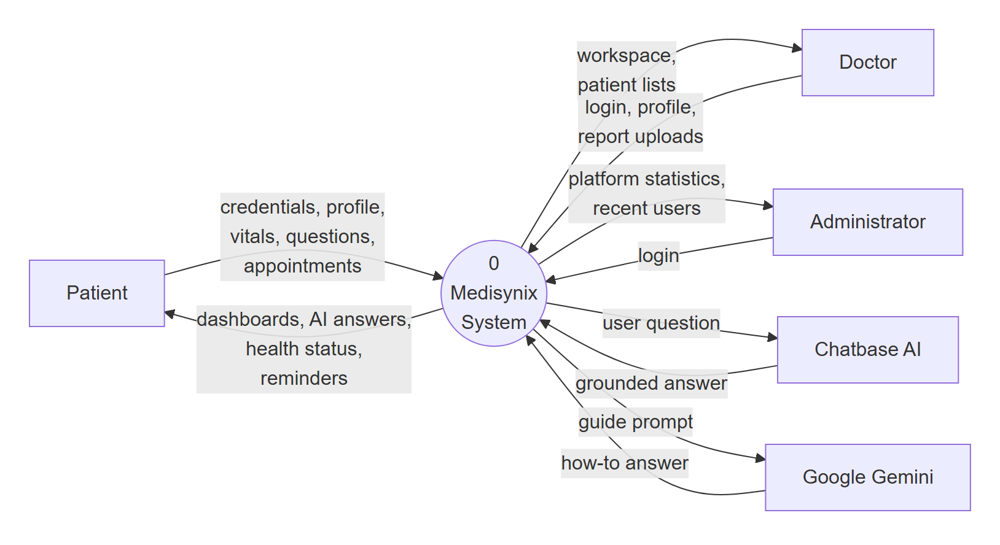 workspace,
patient lists
Doctor
login, profile,
report uploads
platform statistics,
recent users
Administrator
login
credentials, profile,
vitals, questions,
appointments
Patient
0
Medisynix
System
dashboards, AI answers,
health status,
reminders
user question
Chatbase AI
grounded answer
guide prompt
how-to answer
Google Gemini